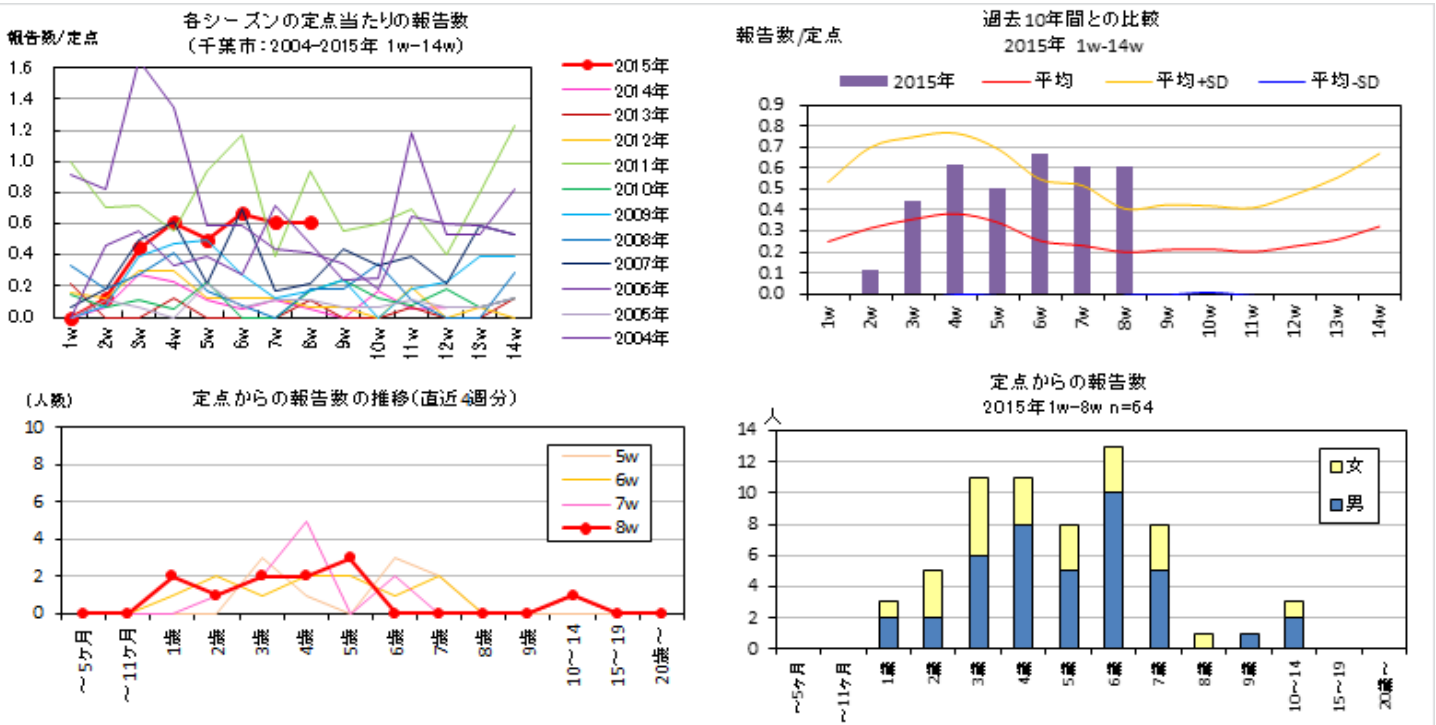 各シーズンの定点当たりの報告数
(千葉市：2004-2015年 1w-14w)
報告数/定点
1.6
1.4
1.2
1.0
0.8
0.6
0.4
0.2
0.0
1w 2w 3w 4w 5w 6w 7w 8w 9w 10w 11w 12w 13w 14w
2015年
2014年
2013年
2012年
2011年
2010年
2009年
2008年
2007年
2006年
2005年
2004年
過去10年間との比較
2015年 1w-14w
報告数/定点
2015年 平均 平均+SD 平均-SD
0.9
0.8
0.7
0.6
0.5
0.4
0.3
0.2
0.1
0.0
1w 2w 3w 4w 5w 6w 7w 8w 9w 10w 11w 12w 13w 14w
定点からの報告数の推移(直近4週分)
(人数)
10
8
6
4
2
0
5w
6w
7w
8w
～5ヶ月 ～11ヶ月 1歳 2歳 3歳 4歳 5歳 6歳 7歳 8歳 9歳 10～14 15～19 20歳～
定点からの報告数
2015年1w-8w n=64
人
14
12
10
8
6
4
2
0
女
男
～5ヶ月 ～11ヶ月 1歳 2歳 3歳 4歳 5歳 6歳 7歳 8歳 9歳 10～14 15～19 20歳～